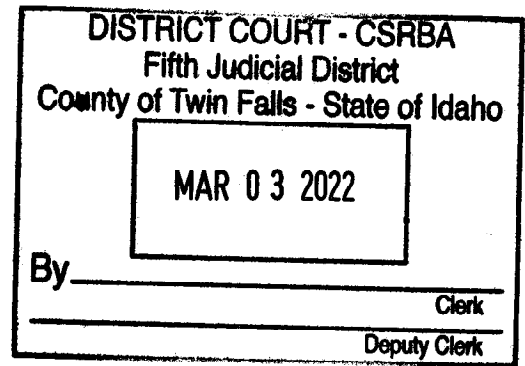 DISTRICT COURT - CSRBA
Fifth Judicial District
County of Twin Falls - State of Idaho
MAR 03 2022
By
Clerk
Deputy Clerk